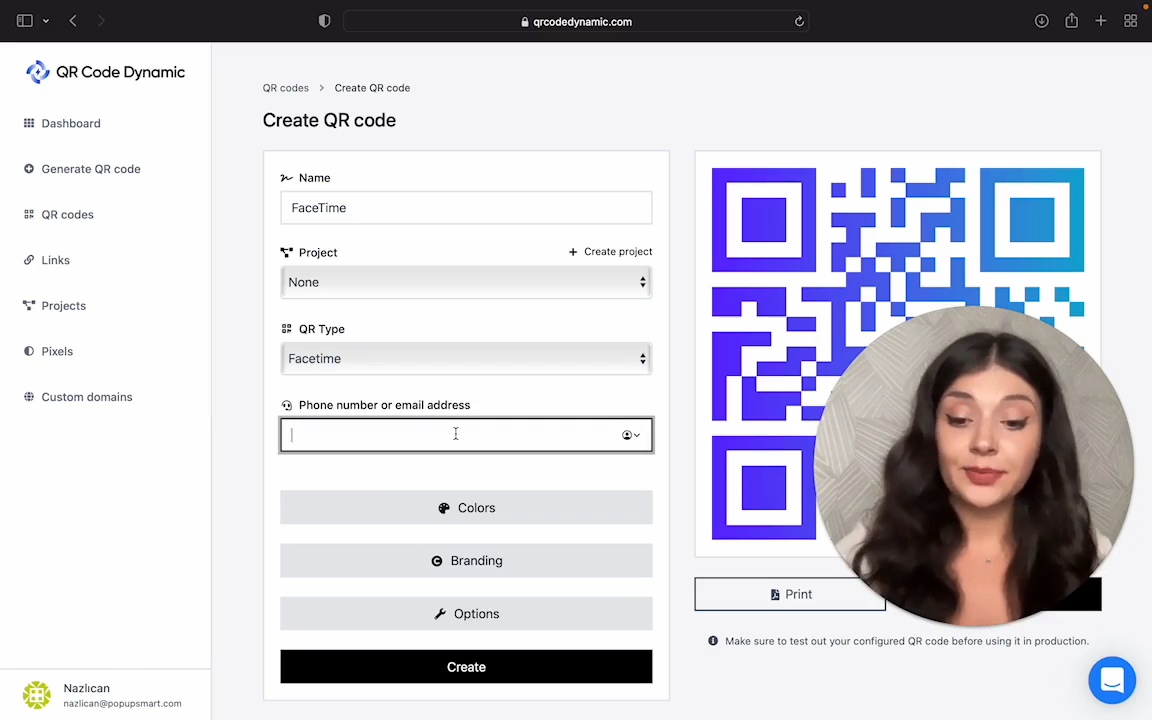 qrcodedynamic.com
QR Code Dynamic
Dashboard
Generate QR code
QR codes
Links
Projects
Pixels
Custom domains
Nazlıcan
nazlican@popupsmart.com
QR codes > Create QR code
Create QR code
Name
FaceTime
Project
+ Create project
None
QR Type
Facetime
Phone number or email address
Colors
Branding
Options
Create
Print
Make sure to test out your configured QR code before using it in production.